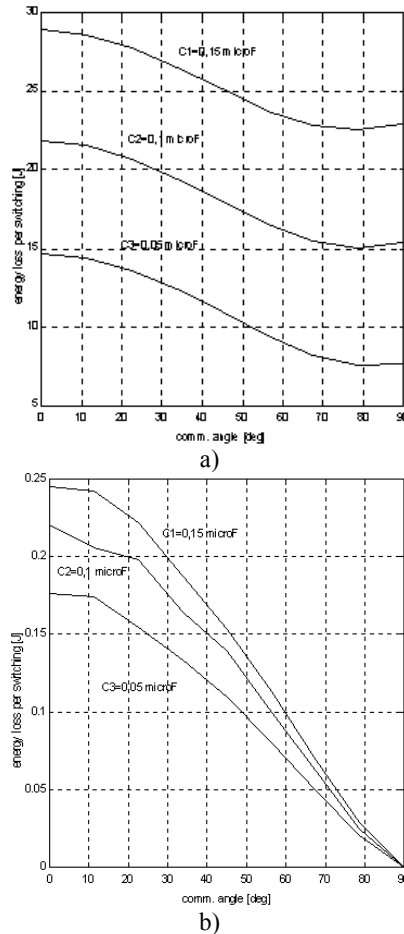 30
25
20
15
10
5
energy loss per switching [J]
C1=0,15 microF
C2=0,1 microF
C3=0,05 microF
0 10 20 30 40 50 60 70 80 90
comm. angle [deg]
a)
0.25
0.2
0.15
0.1
0.05
0
energy loss per switching [J]
C1=0,15 microF
C2=0,1 microF
C3=0,05 microF
0 10 20 30 40 50 60 70 80 90
comm. angle [deg]
b)